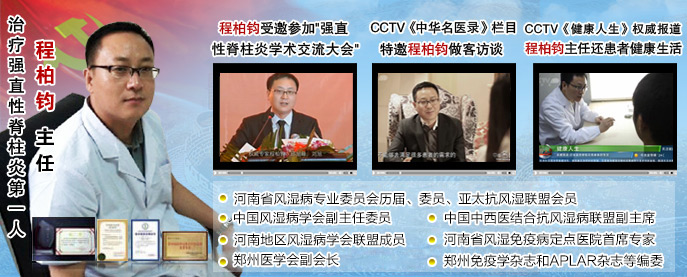 治疗强直性脊柱炎第一人
程柏钧 主任
程柏钧受邀参加"强直
性脊柱炎学术交流大会"
CCTV《中华名医录》栏目
特邀程柏钧做客访谈
CCTV《健康人生》权威报道
程柏钧主任还患者健康生活
健康人生
河南省风湿病专业委员会历届、委员、亚太抗风湿联盟会员
中国风湿病学会副主任委员
中国中西医结合抗风湿病联盟副主席
河南地区风湿病学会联盟成员
河南省风湿免疫病定点医院首席专家
郑州医学会副会长
郑州免疫学杂志和APLAR杂志等编委